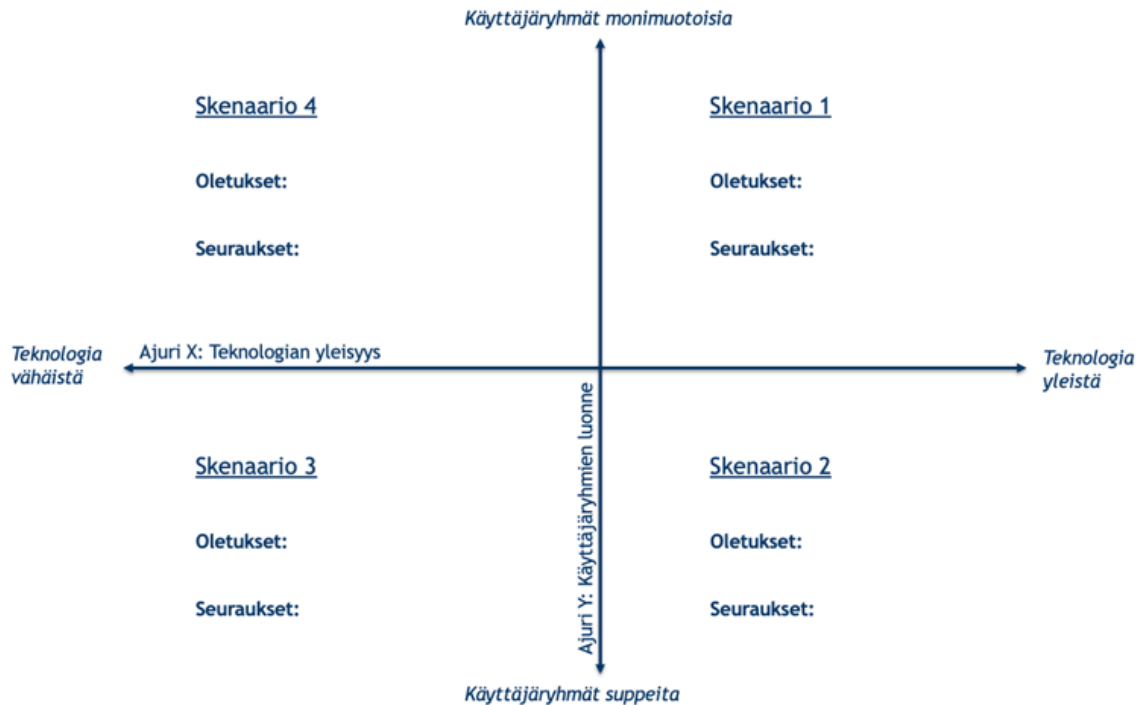 Käyttäjäryhmät monimuotoisia
Skenaario 4
Oletukset:
Seuraukset:
Skenaario 1
Oletukset:
Seuraukset:
Teknologia
vähäistä
Ajuri X: Teknologian yleisyys
Teknologia
yleistä
Ajuri Y: Käyttäjäryhmien luonne
Skenaario 3
Oletukset:
Seuraukset:
Skenaario 2
Oletukset:
Seuraukset:
Käyttäjäryhmät suppeita